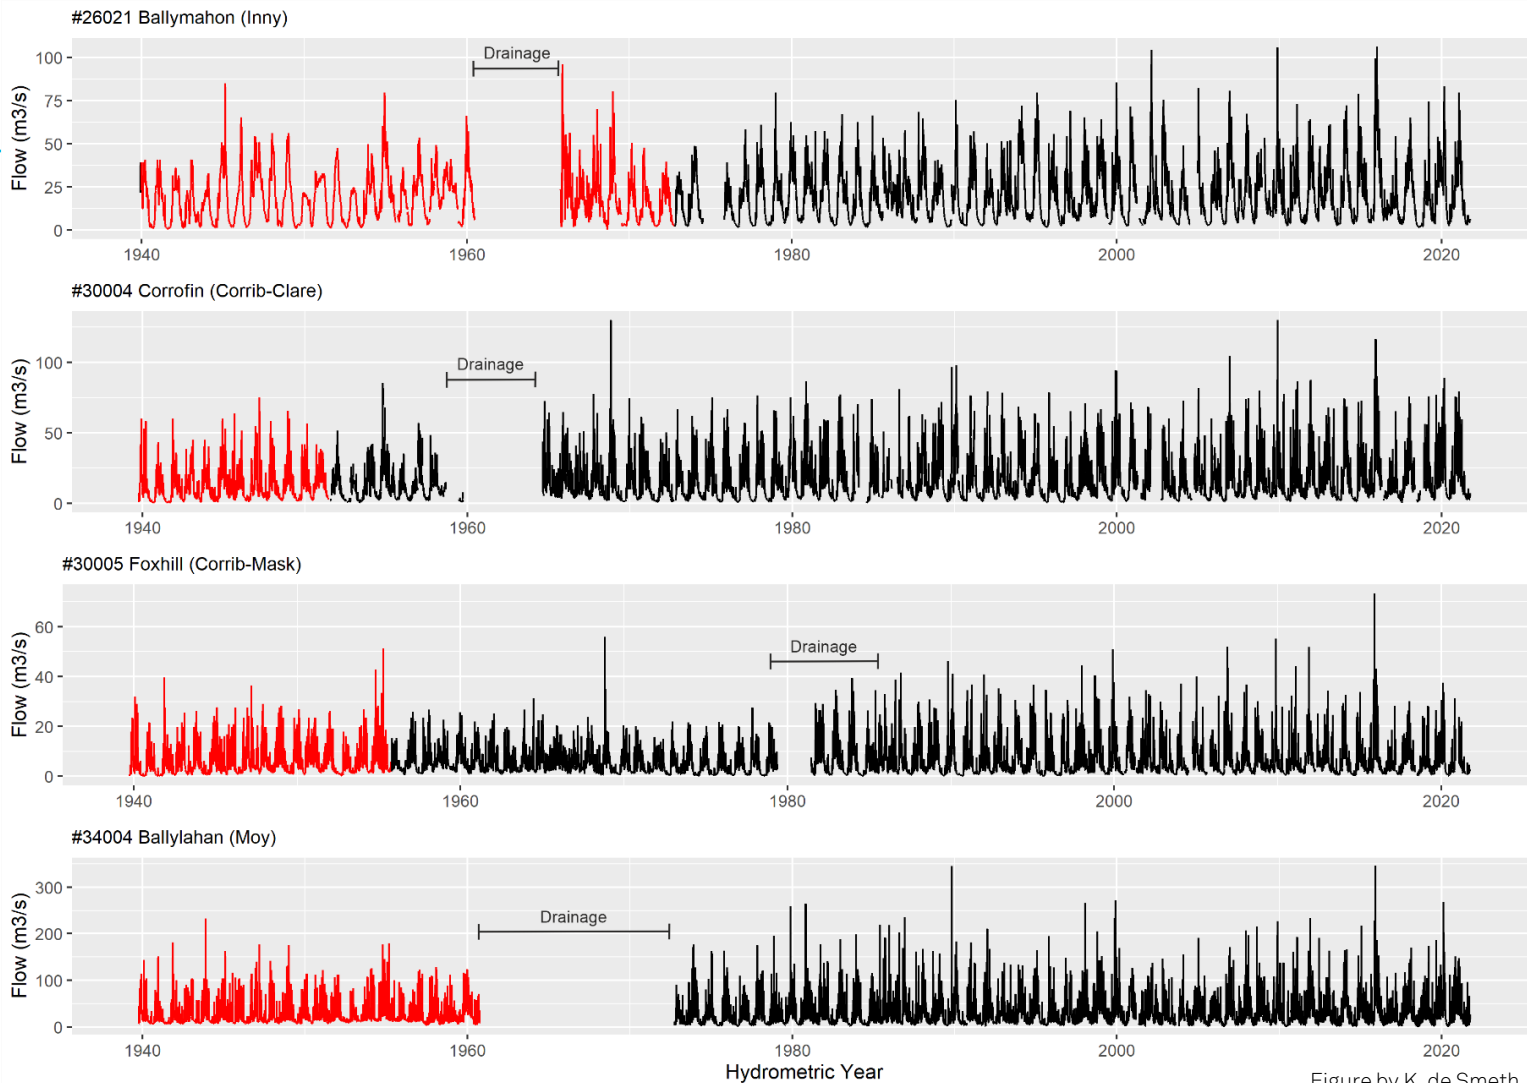 #26021 Ballymahon (Inny)
Flow (m3/s)
100
75
50
25
0
Drainage
1940 1960 1980 2000 2020
#30004 Corrofin (Corrib-Clare)
Flow (m3/s)
100
50
0
Drainage
1940 1960 1980 2000 2020
#30005 Foxhill (Corrib-Mask)
Flow (m3/s)
60
40
20
0
Drainage
1940 1960 1980 2000 2020
#34004 Ballylahan (Moy)
Flow (m3/s)
300
200
100
0
Drainage
1940 1960 1980 2000 2020
Hydrometric Year
Figure by K. de Smeth